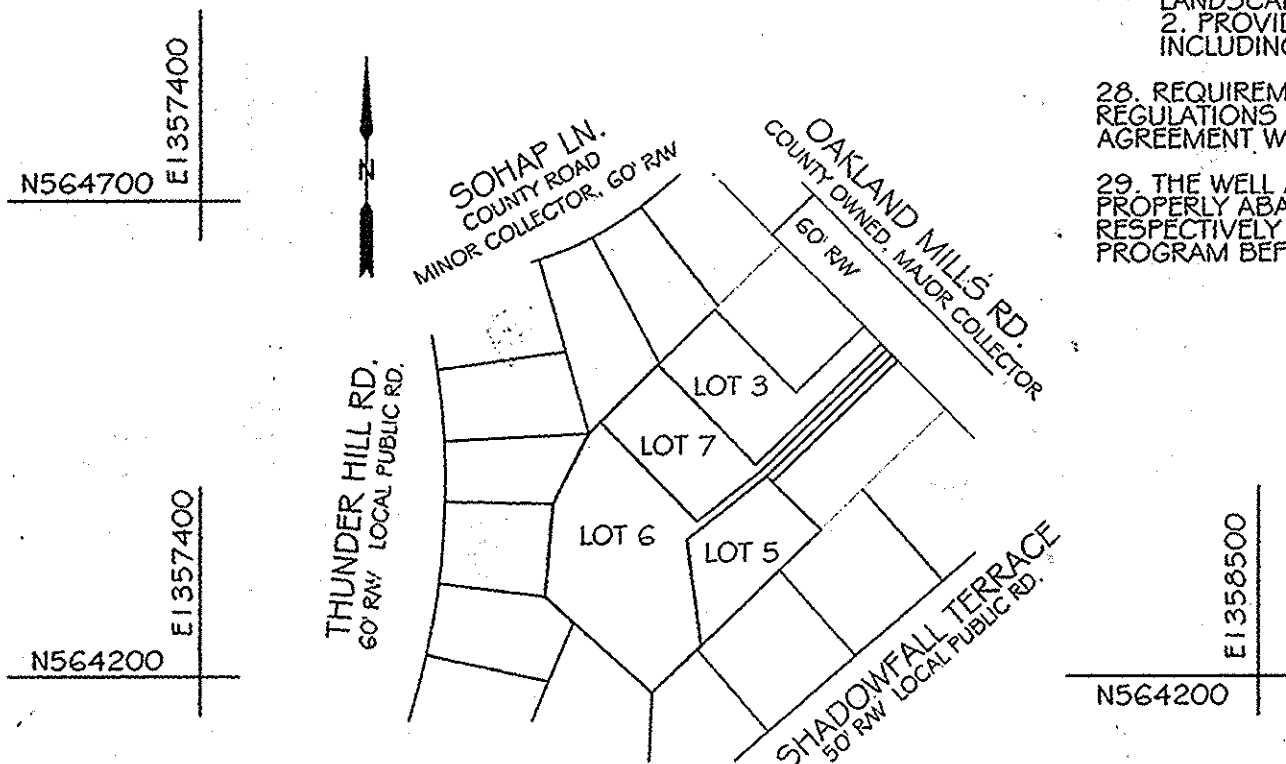 LANDSCA
2. PROVID
INCLUDING
28. REQUIREM
REGULATIONS
AGREEMENT W
29. THE WELL A
PROPERLY ABA
RESPECTIVELY
PROGRAM BEF
E1357400
N564700
N
SOHAP LN.
COUNTY ROAD
MINOR COLLECTOR, 60' R/W
OAKLAND MILLS RD.
COUNTY OWNED, MAJOR COLLECTOR
60' R/W
LOT 3
LOT 7
LOT 6
LOT 5
THUNDER HILL RD.
60' R/W LOCAL PUBLIC RD.
SHADOWFALL TERRACE
50' R/W LOCAL PUBLIC RD.
E1357400
N564200
E1358500
N564200